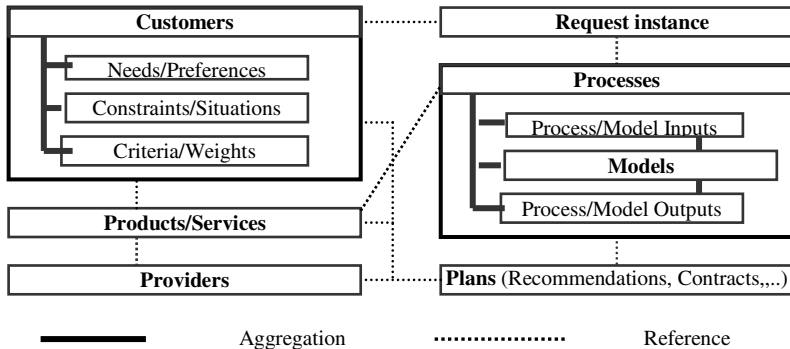 Customers
Request instance
Needs/Preferences
Processes
Constraints/Situations
Process/Model Inputs
Criteria/Weights
Models
Products/Services
Process/Model Outputs
Providers
Plans (Recommendations, Contracts,,..)
Aggregation
Reference